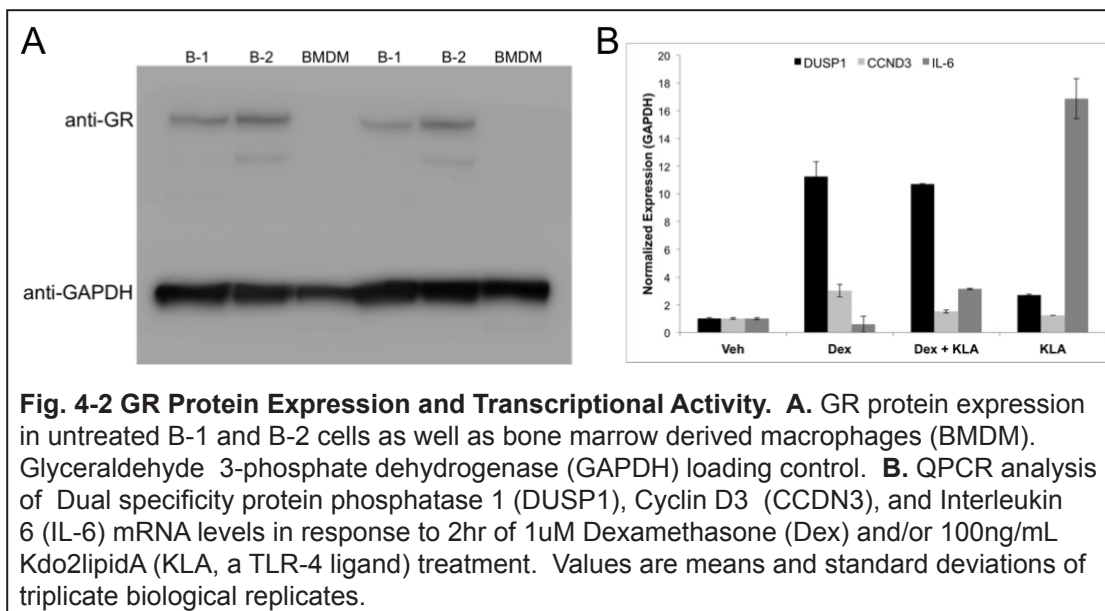 A
B-1 B-2 BMDM B-1 B-2 BMDM
anti-GR
anti-GAPDH
B
DUSP1 CCND3 IL-6
Normalized Expression (GAPDH)
20
18
16
14
12
10
8
6
4
2
0
Veh Dex Dex + KLA KLA
Fig. 4-2 GR Protein Expression and Transcriptional Activity. A. GR protein expression
in untreated B-1 and B-2 cells as well as bone marrow derived macrophages (BMDM).
Glyceraldehyde 3-phosphate dehydrogenase (GAPDH) loading control. B. QPCR analysis
of Dual specificity protein phosphatase 1 (DUSP1), Cyclin D3 (CCDN3), and Interleukin
6 (IL-6) mRNA levels in response to 2hr of 1uM Dexamethasone (Dex) and/or 100ng/mL
Kdo2lipidA (KLA, a TLR-4 ligand) treatment. Values are means and standard deviations of
triplicate biological replicates.